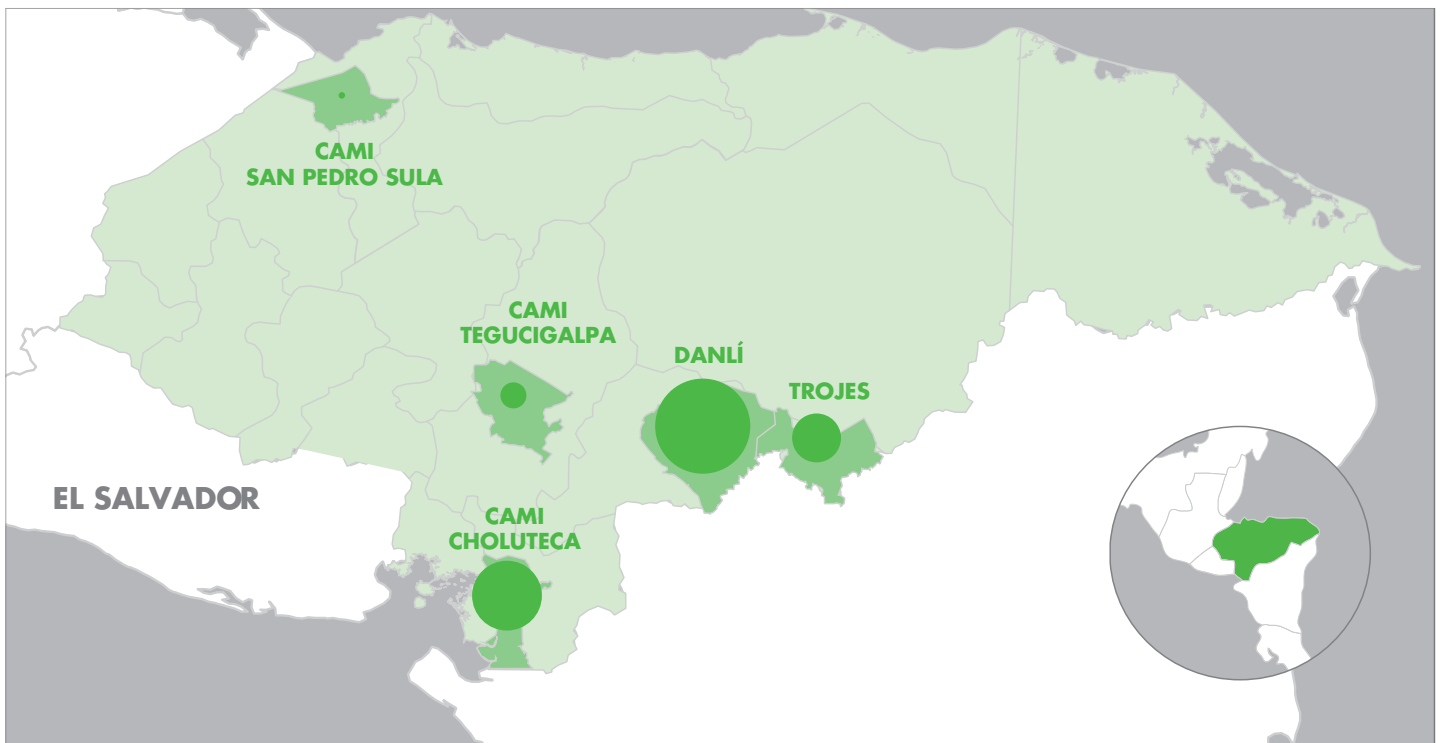 CAMI
SAN PEDRO SULA
CAMI
TEGUCIGALPA
DANLÍ
TROJES
EL SALVADOR
CAMI
CHOLUTECA